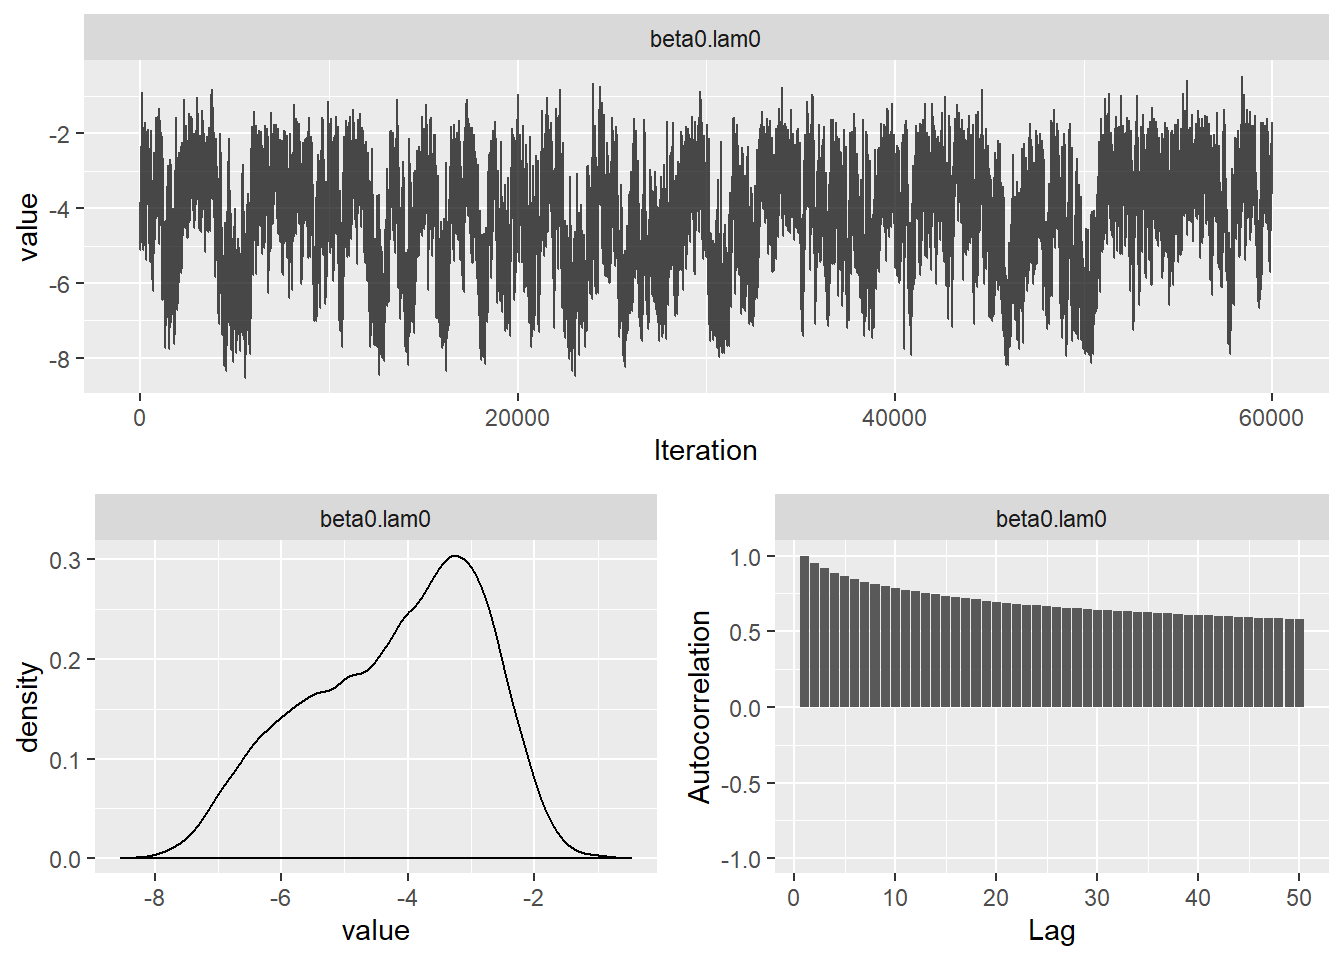 beta0.lam0
value
-2
-4
-6
-8
0 20000 40000 60000
Iteration
beta0.lam0
density
0.3
0.2
0.1
0.0
-8 -6 -4 -2
value
beta0.lam0
Autocorrelation
1.0
0.5
0.0
-0.5
-1.0
0 10 20 30 40 50
Lag